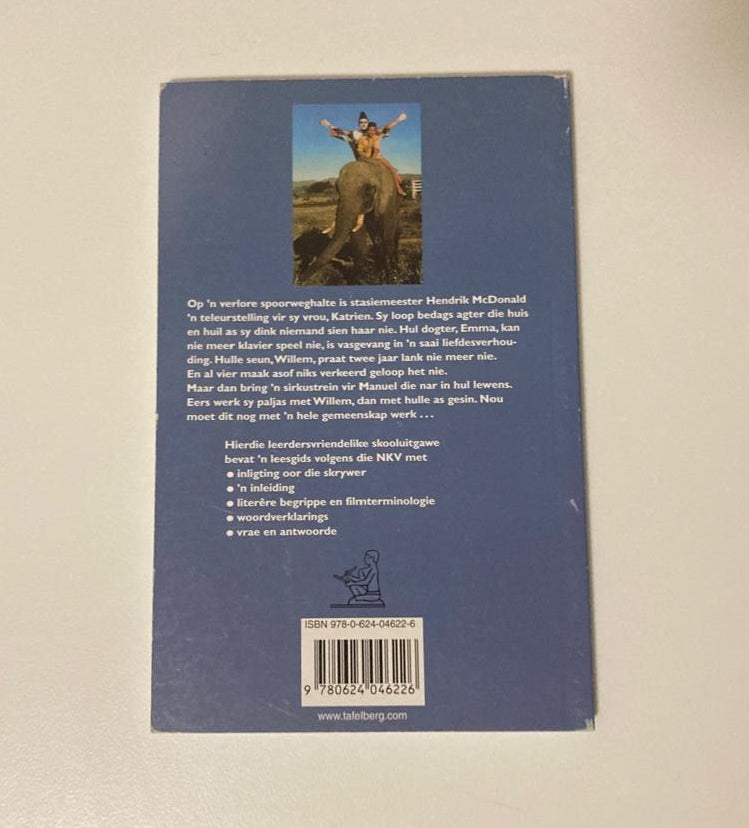 Op 'n verlore spoorweghalte is stasiemeester Hendrik McDonald
'n teleurstelling vir sy vrou, Katrien. Sy loop bedags agter die huis
en huil as sy dink niemand sien haar nie. Hul dogter, Emma, kan
nie meer klavier speel nie, is vasgevang in 'n saai liefdesverhou-
ding. Hulle seun, Willem, praat twee jaar lank nie meer nie.
En al vier maak asof niks verkeerd geloop het nie.
Maar dan bring 'n sirkustrein vir Manuel die nar in hul lewens.
Eers werk sy paljas met Willem, dan met hulle as gesin. Nou
moet dit nog met 'n hele gemeenskap werk . . .
Hierdie leerdersvriendelike skooluitgawe
bevat 'n leesgids volgens die NKV met
● inligting oor die skrywer
● 'n inleiding
● literêre begrippe en filmterminologie
● woordverklarings
● vrae en antwoorde
ISBN 978-0-624-04622-6
9 780624 046226
www.tafelberg.com